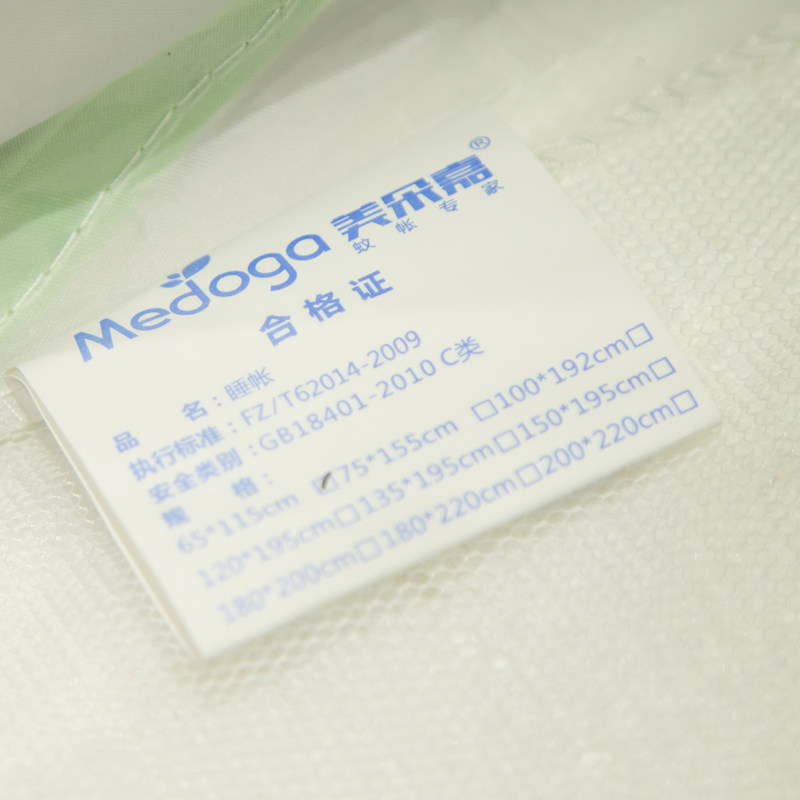 Medoga 美朵嘉®
蚊帐专家
合格证
品 名：睡帐
执行标准：FZ/T62014-2009
安全类别：GB18401-2010 C类
规 格：
65*115cm ☑75*155cm □100*192cm□
120*195cm□135*195cm□150*195cm□
180*200cm□180*220cm□200*220cm□